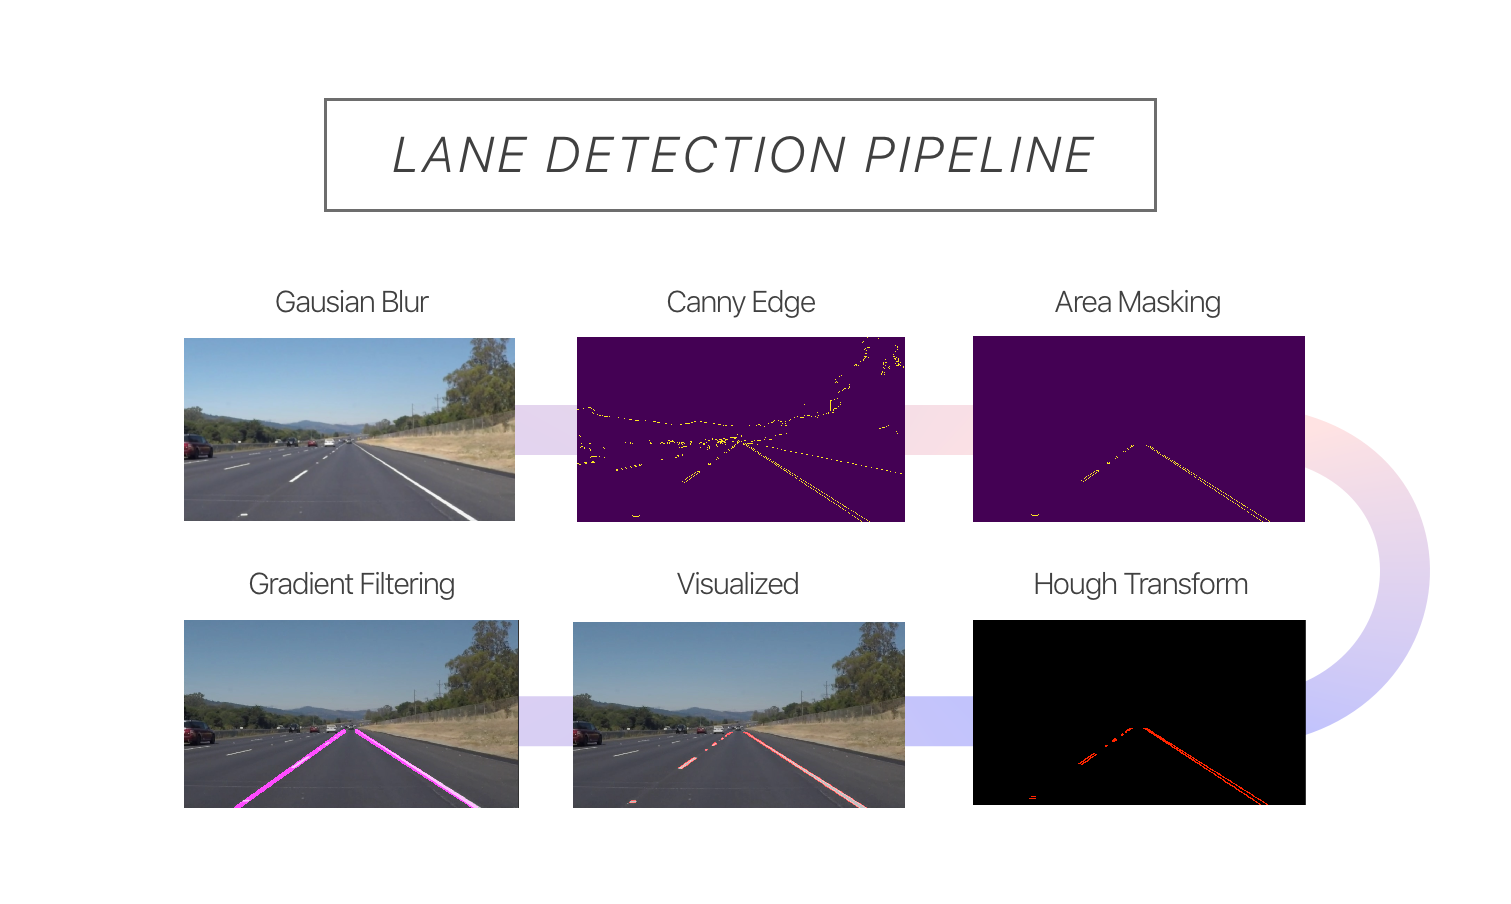 LANE DETECTION PIPELINE
Gausian Blur
Canny Edge
Area Masking
Gradient Filtering
Visualized
Hough Transform